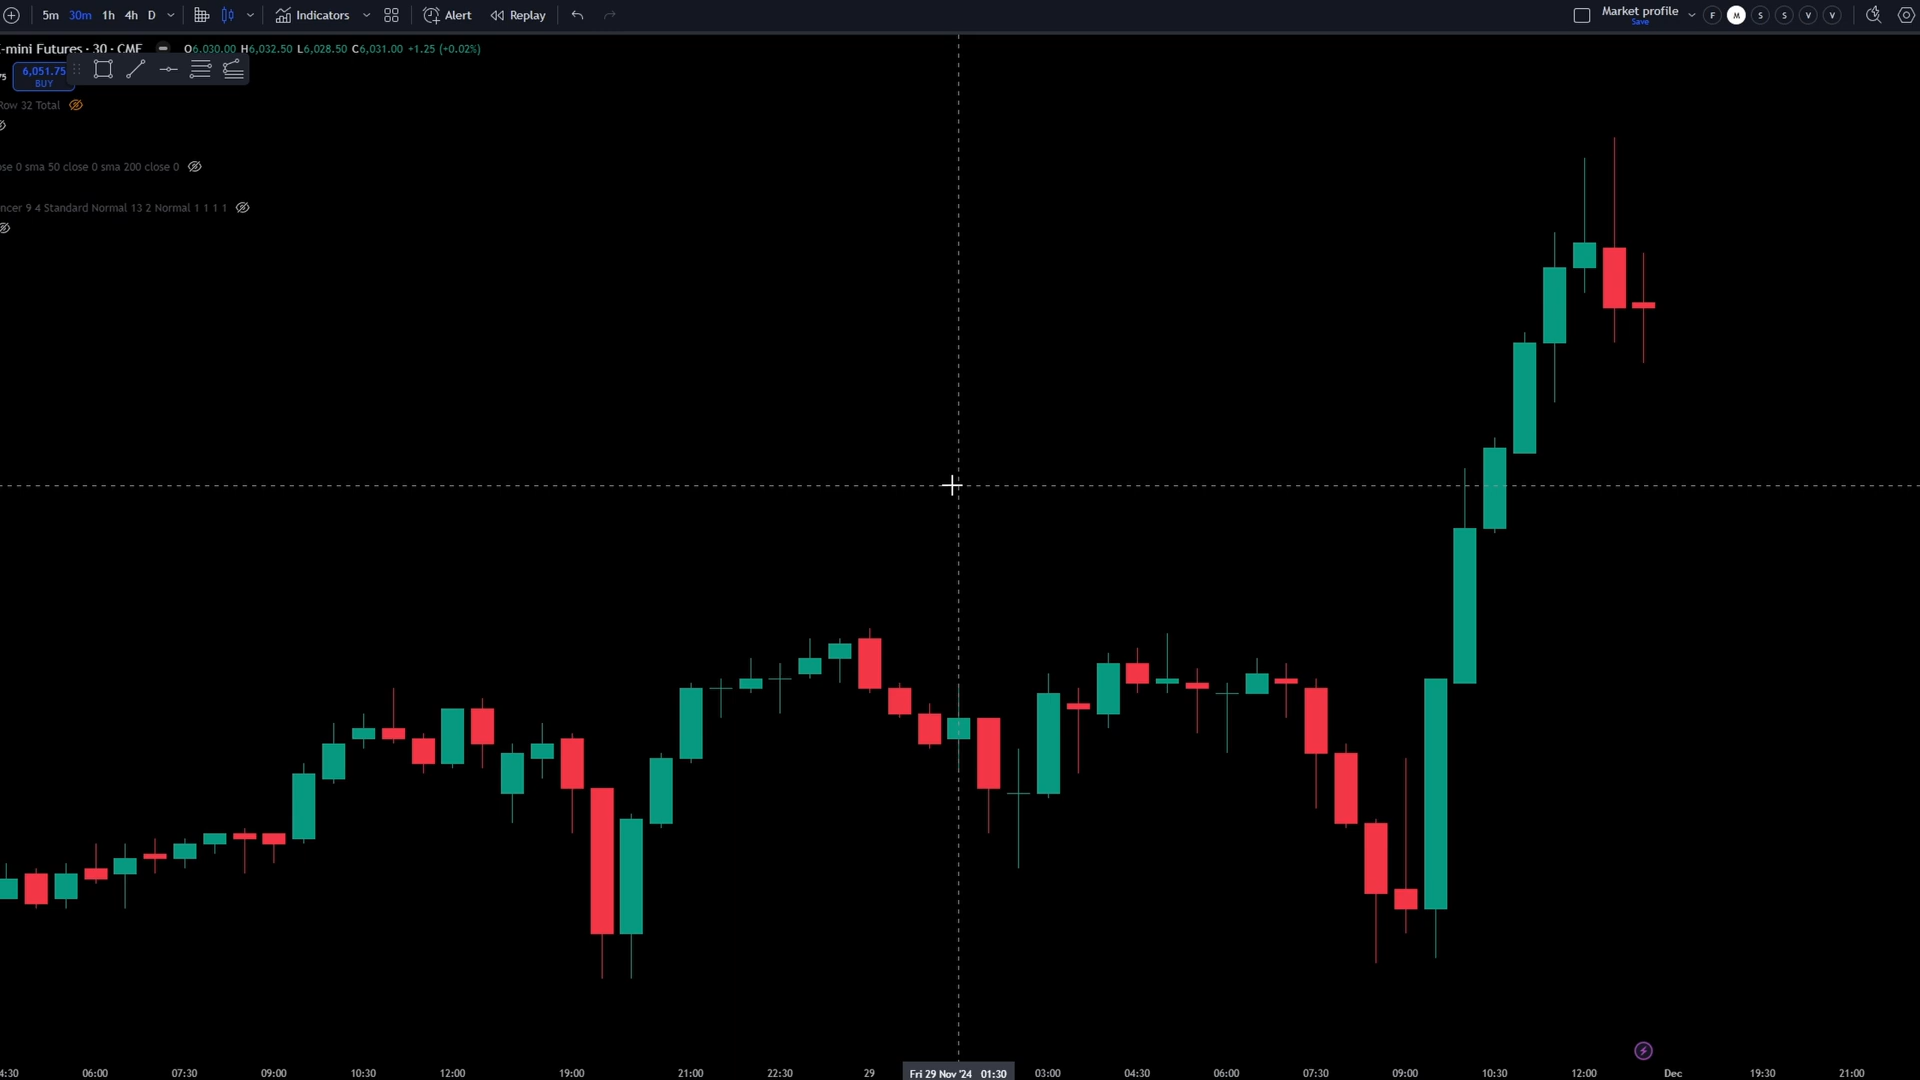 5m 30m 1h 4h D Indicators Alert Replay Market profile F M S S V V
Save
-mini Futures · 30 · CME O6,030.00 H6,032.50 L6,028.50 C6,031.00 +1.25 (+0.02%)
75 6,051.75
BUY
Row 32 Total
ose 0 sma 50 close 0 sma 200 close 0
ncer 9 4 Standard Normal 13 2 Normal 1 1 1 1
4:30 06:00 07:30 09:00 10:30 12:00 19:00 21:00 22:30 29 Fri 29 Nov '24 01:30 03:00 04:30 06:00 07:30 09:00 10:30 12:00 Dec 19:30 21:00